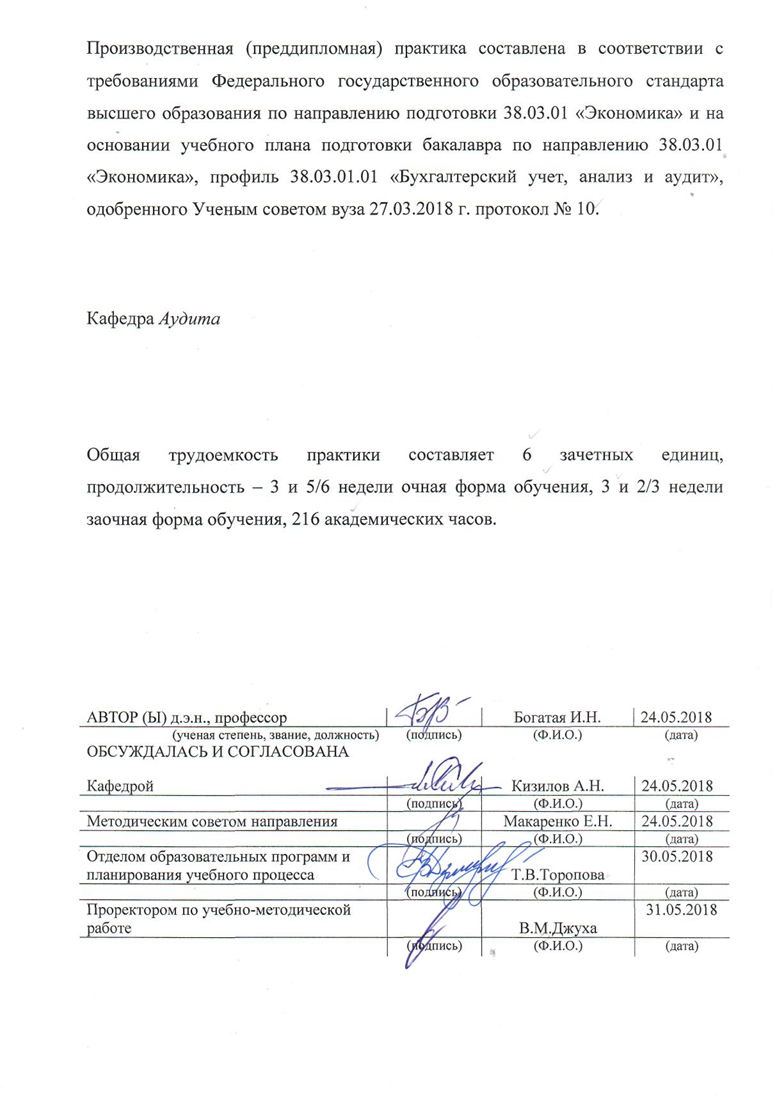 Производственная (преддипломная) практика составлена в соответствии с
требованиями Федерального государственного образовательного стандарта
высшего образования по направлению подготовки 38.03.01 «Экономика» и на
основании учебного плана подготовки бакалавра по направлению 38.03.01
«Экономика», профиль 38.03.01.01 «Бухгалтерский учет, анализ и аудит»,
одобренного Ученым советом вуза 27.03.2018 г. протокол № 10.
Кафедра Аудита
Общая трудоемкость практики составляет 6 зачетных единиц,
продолжительность – 3 и 5/6 недели очная форма обучения, 3 и 2/3 недели
заочная форма обучения, 216 академических часов.
АВТОР (Ы) д.э.н., профессор Богатая И.Н. 24.05.2018
(ученая степень, звание, должность) (подпись) (Ф.И.О.) (дата)
ОБСУЖДАЛАСЬ И СОГЛАСОВАНА
Кафедрой Кизилов А.Н. 24.05.2018
(подпись) (Ф.И.О.) (дата)
Методическим советом направления Макаренко Е.Н. 24.05.2018
(подпись) (Ф.И.О.) (дата)
Отделом образовательных программ и 30.05.2018
планирования учебного процесса Т.В.Торопова
(подпись) (Ф.И.О.) (дата)
Проректором по учебно-методической 31.05.2018
работе В.М.Джуха
(подпись) (Ф.И.О.) (дата)